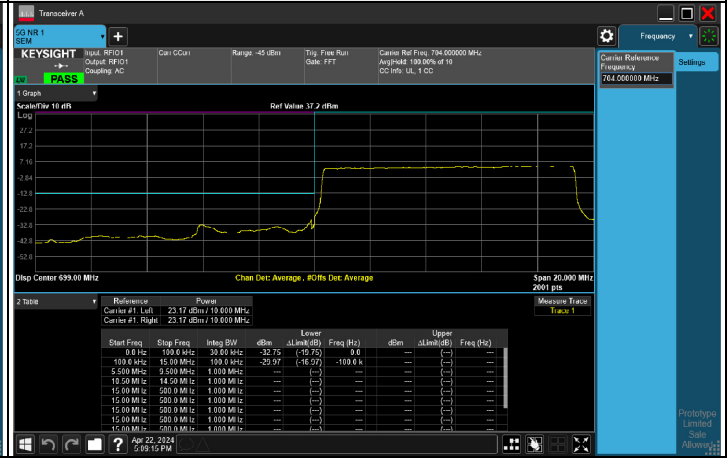 Transceiver A
5G NR 1
SEM
Frequency
KEYSIGHT
Input: RFIO1
Output: RFIO1
Coupling: AC
Corr CCorr
Range: -45 dBm
Trig: Free Run
Gate: FFT
Carrier Ref Freq: 704.000000 MHz
Avg|Hold: 100.00% of 10
CC Info: UL, 1 CC
PASS
Carrier Reference
Frequency
704.000000 MHz
Settings
1 Graph
Scale/Div 10 dB
Ref Value 37.2 dBm
Log
27.2
17.2
7.16
-2.84
-12.8
-22.8
-32.8
-42.8
-52.8
Disp Center 699.00 MHz
Chan Det: Average , #Offs Det: Average
Span 20.000 MHz
2001 pts
2 Table
Reference Power
Carrier #1. Left 23.17 dBm / 10.000 MHz
Carrier #1. Right 23.17 dBm / 10.000 MHz
Measure Trace
Trace 1
Lower Upper
Start Freq Stop Freq Integ BW dBm ΔLimit(dB) Freq (Hz) dBm ΔLimit(dB) Freq (Hz)
0.0 Hz 100.0 kHz 30.00 kHz -32.75 (-19.75) 0.0 --- (---) ---
100.0 kHz 15.00 MHz 100.0 kHz -29.97 (-16.97) -100.0 k --- (---) ---
5.500 MHz 9.500 MHz 1.000 MHz --- (---) --- --- (---) ---
10.50 MHz 14.50 MHz 1.000 MHz --- (---) --- --- (---) ---
15.00 MHz 500.0 MHz 1.000 MHz --- (---) --- --- (---) ---
15.00 MHz 500.0 MHz 1.000 MHz --- (---) --- --- (---) ---
15.00 MHz 500.0 MHz 1.000 MHz --- (---) --- --- (---) ---
15.00 MHz 500.0 MHz 1.000 MHz --- (---) --- --- (---) ---
15.00 MHz 500.0 MHz 1.000 MHz --- (---) --- --- (---) ---
Prototype
Limited
Sale
Allowed
Apr 22, 2024
5:09:15 PM